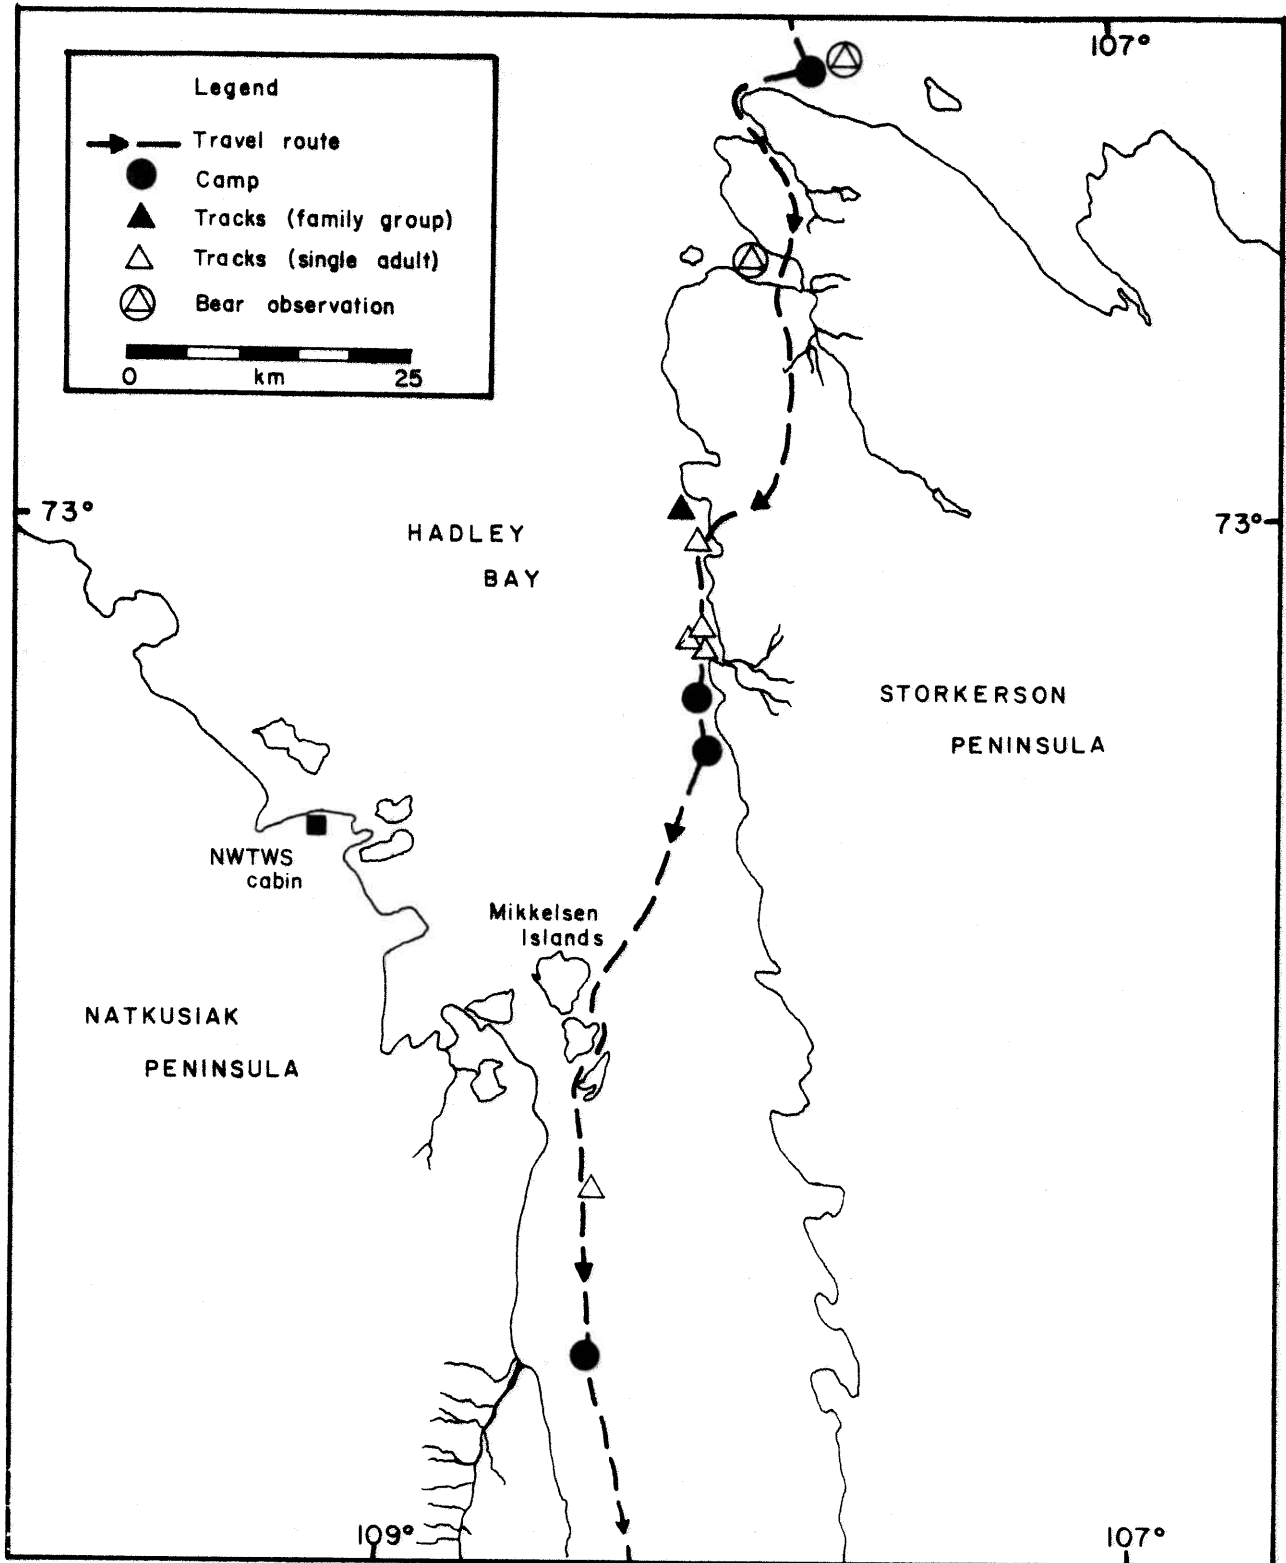 107°
Legend
Travel route
Camp
Tracks (family group)
Tracks (single adult)
Bear observation
0 km 25
73°
73°
HADLEY
BAY
STORKERSON
PENINSULA
NWTWS
cabin
Mikkelsen
Islands
NATKUSIAK
PENINSULA
109°
107°